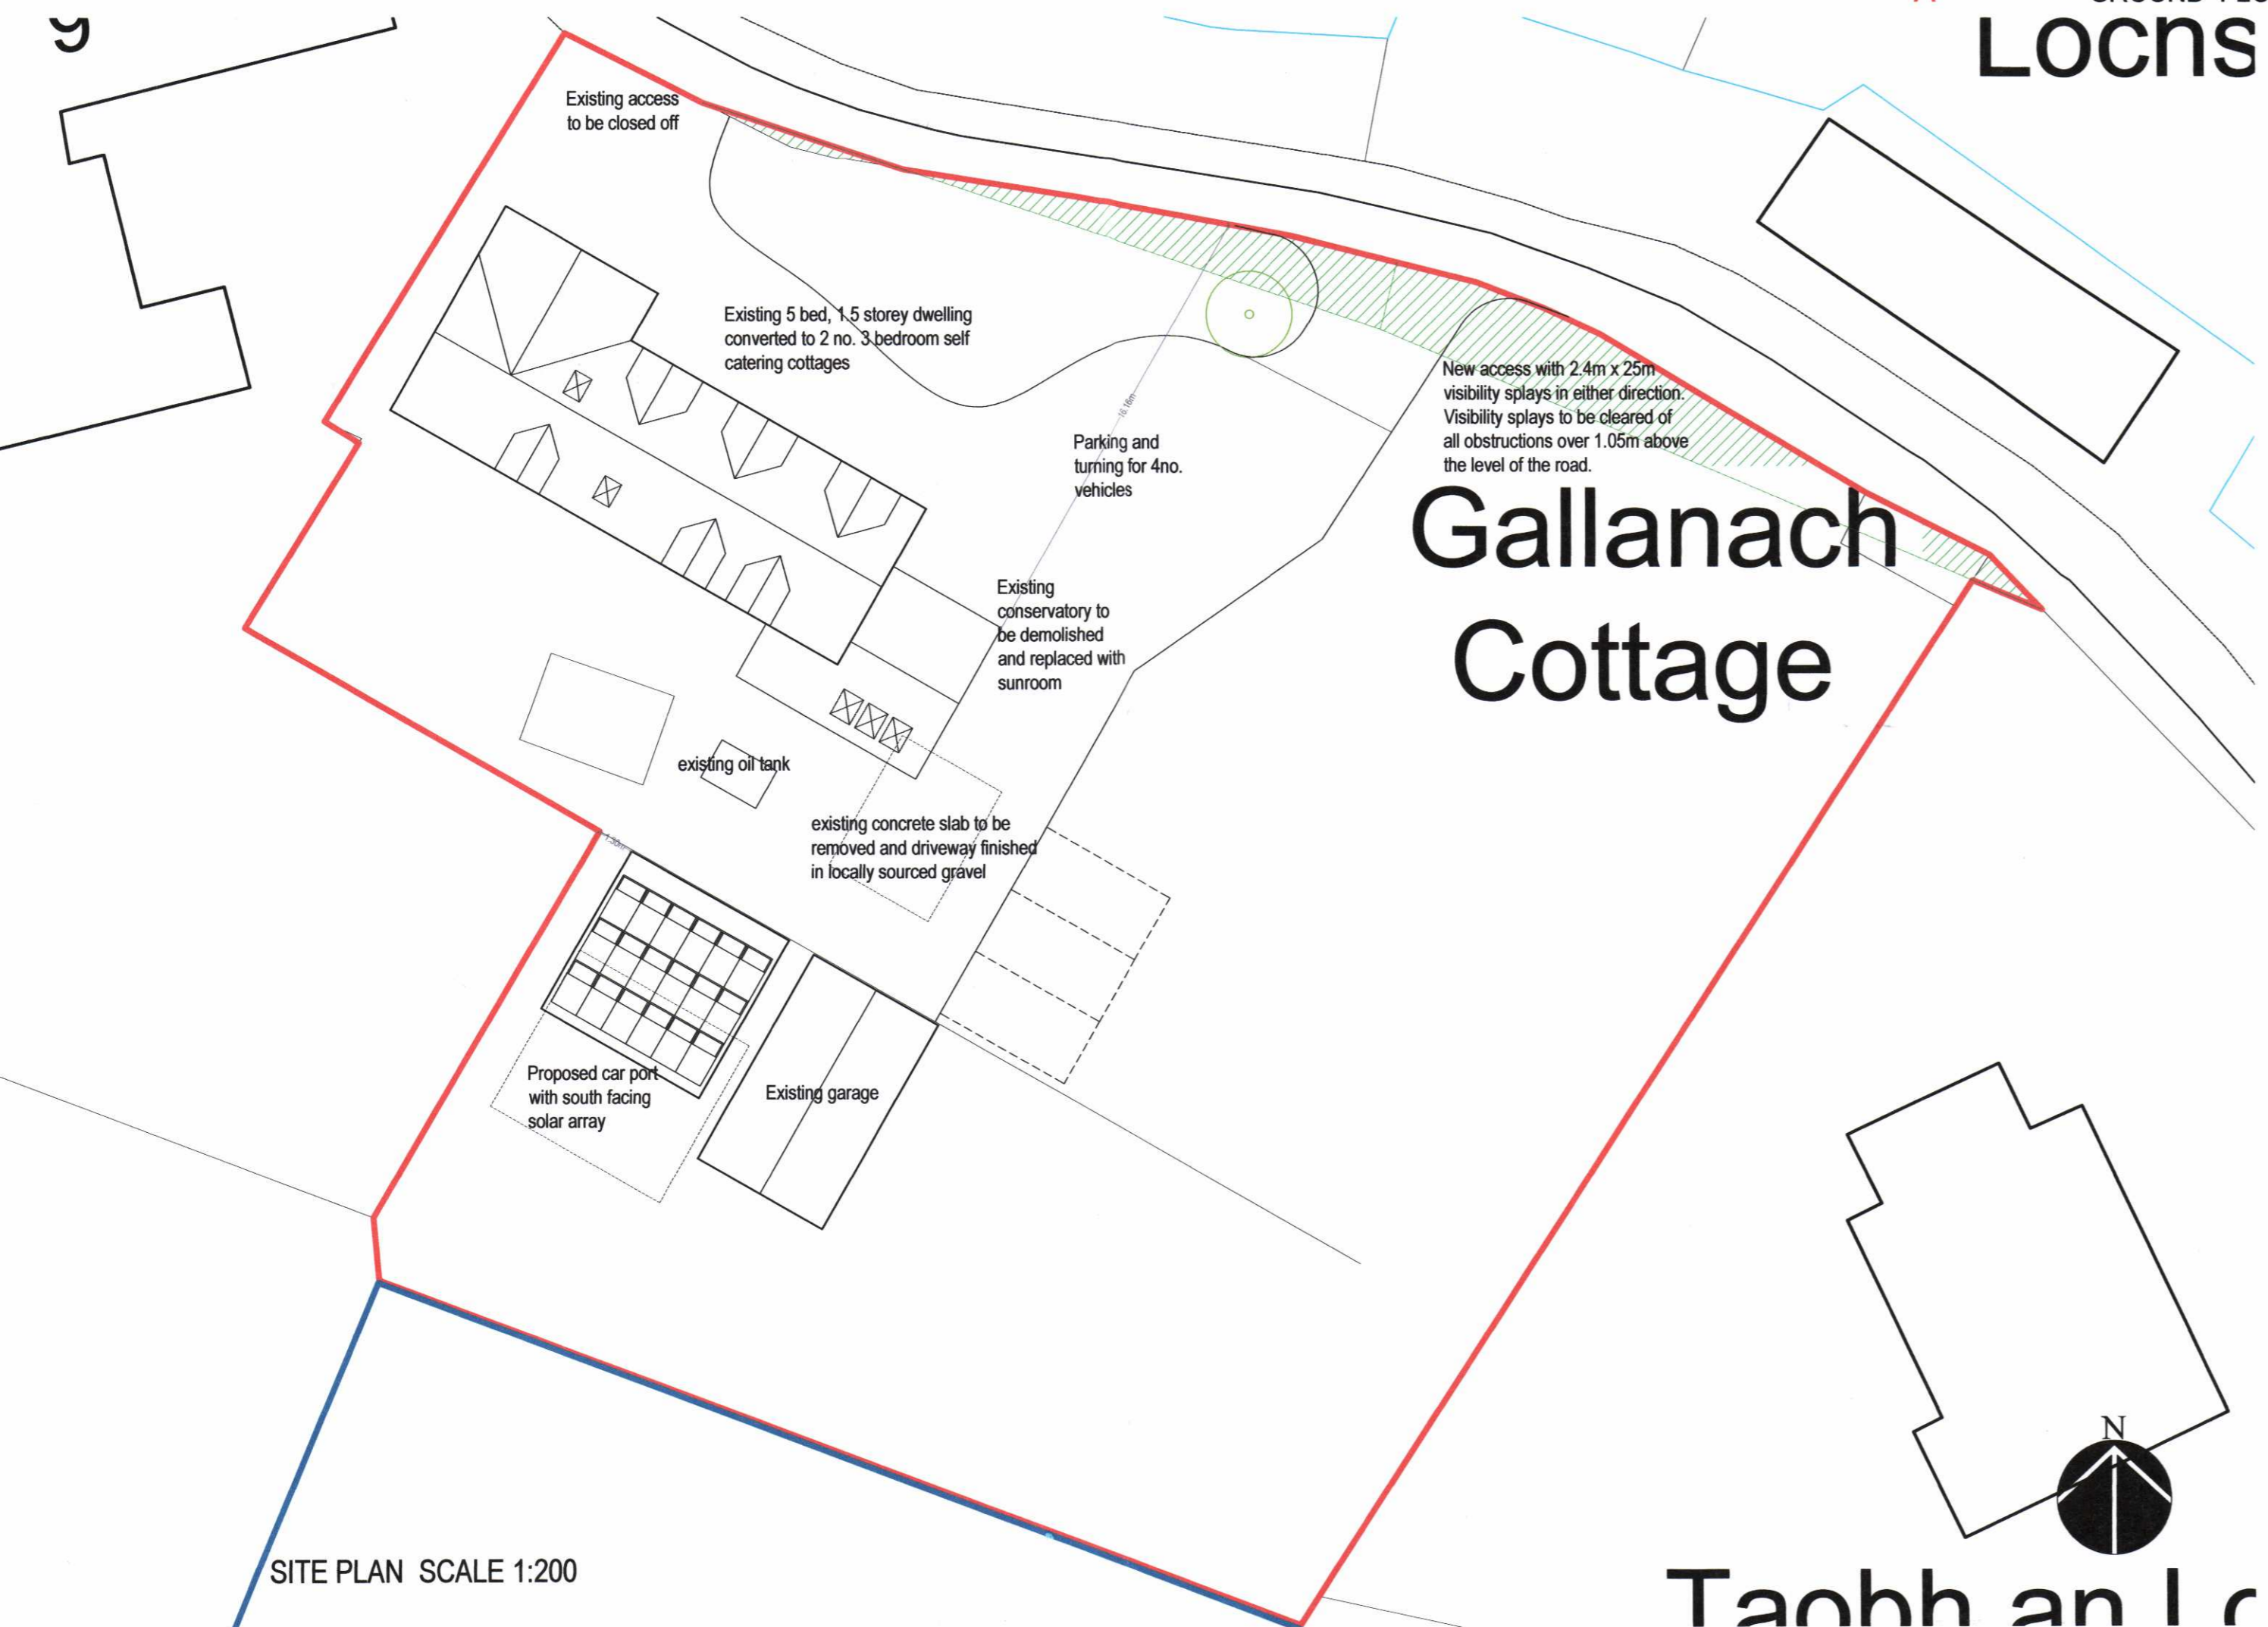 Existing access
to be closed off
Existing 5 bed, 1.5 storey dwelling
converted to 2 no. 3 bedroom self
catering cottages
New access with 2.4m x 25m
visibility splays in either direction.
Visibility splays to be cleared of
all obstructions over 1.05m above
the level of the road.
16.16m
Parking and
turning for 4no.
vehicles
Gallanach
Cottage
Existing
conservatory to
be demolished
and replaced with
sunroom
existing oil tank
existing concrete slab to be
removed and driveway finished
in locally sourced gravel
Proposed car port
with south facing
solar array
Existing garage
N
SITE PLAN SCALE 1:200
Taobh an